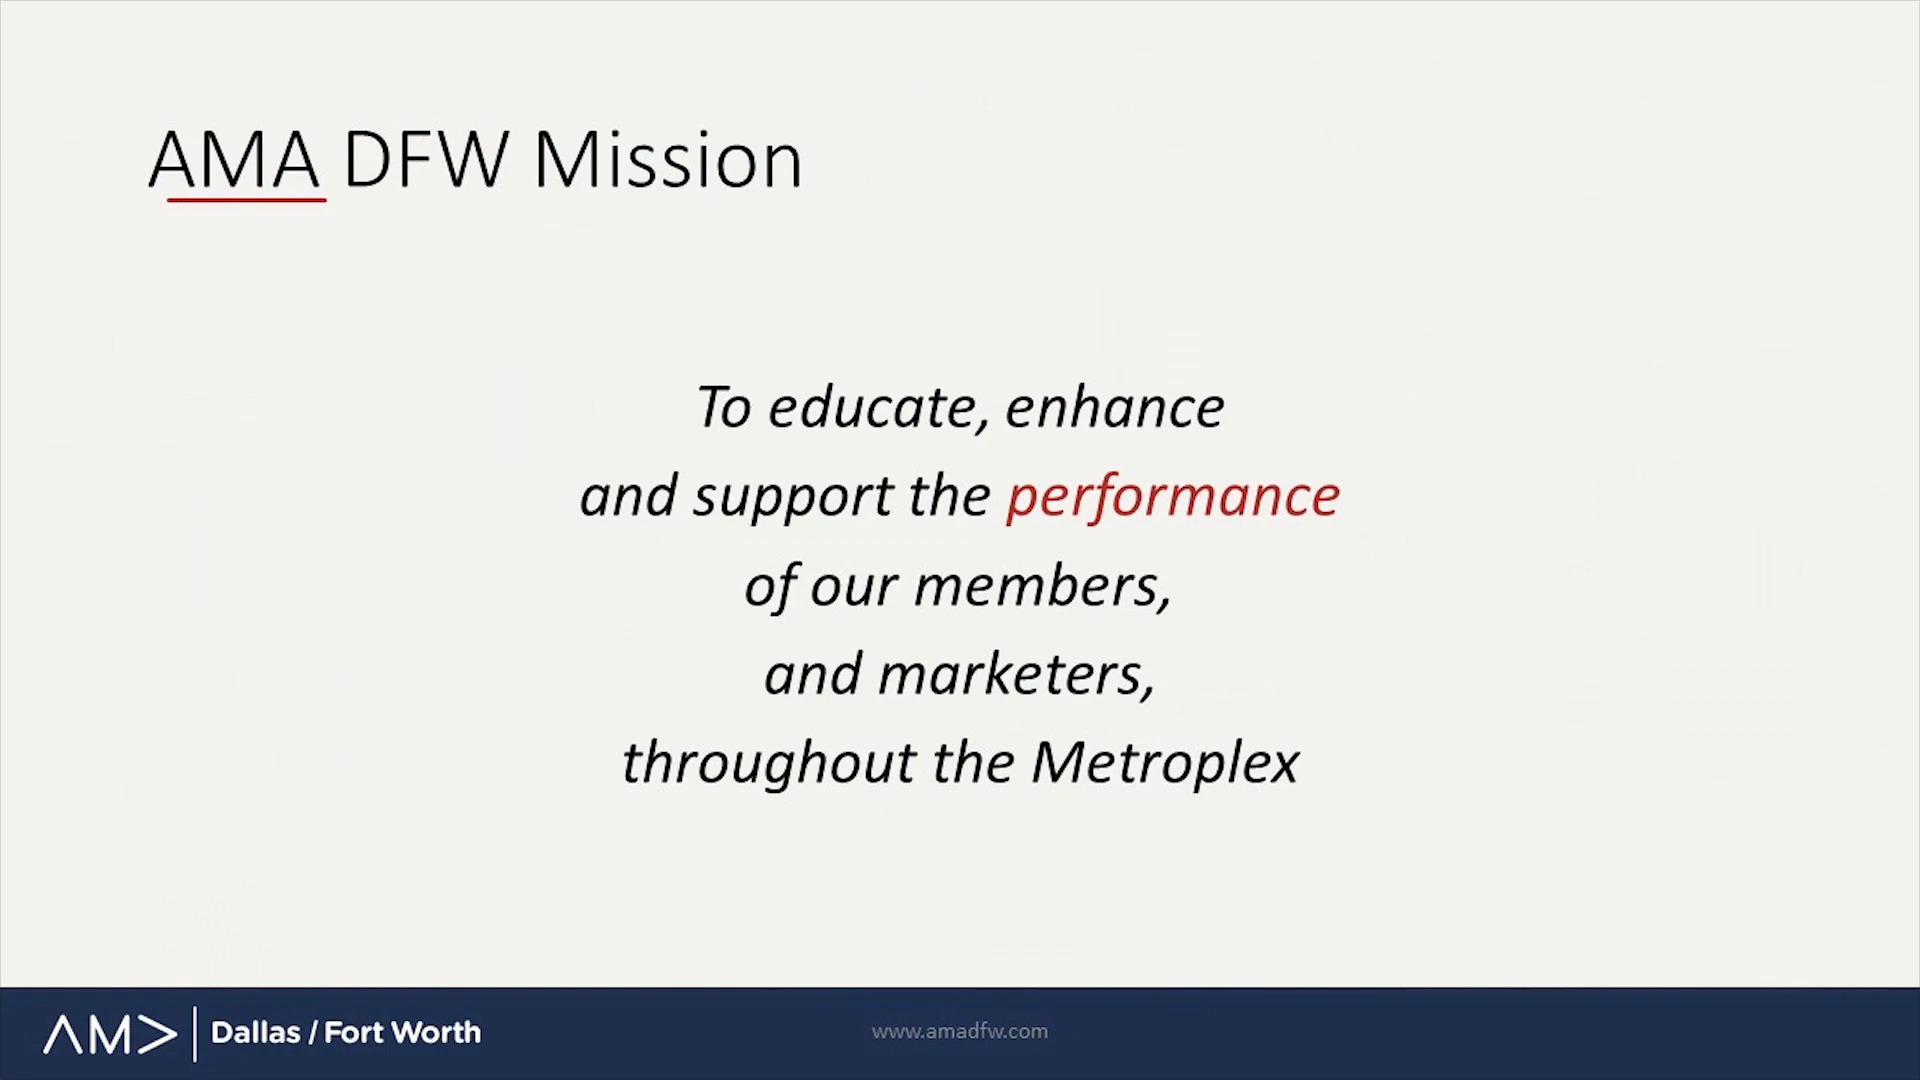 AMA DFW Mission
To educate, enhance
and support the performance
of our members,
and marketers,
throughout the Metroplex
AMA Dallas / Fort Worth
www.amadfw.com